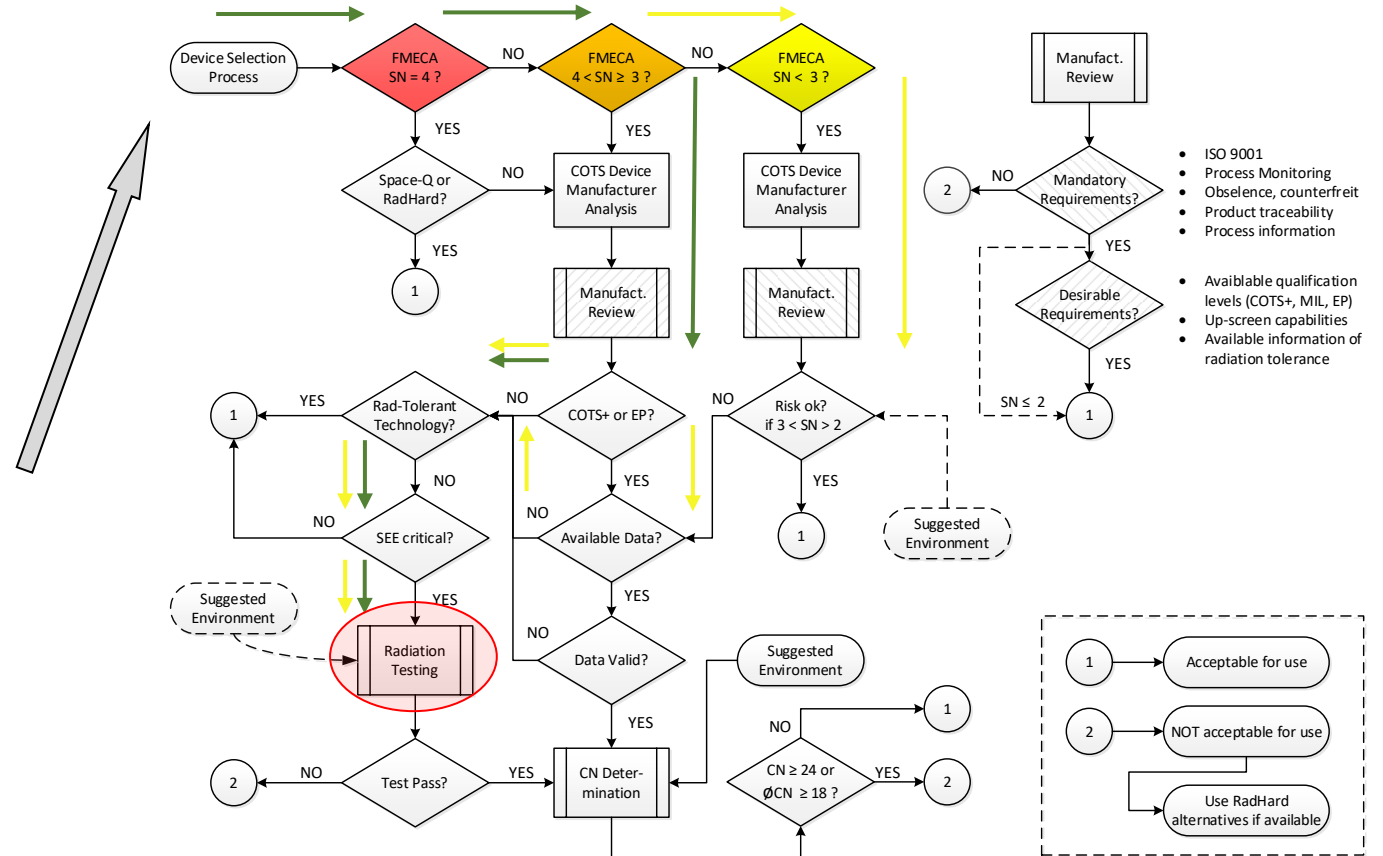 Device Selection
Process
FMECA
SN = 4 ?
NO
FMECA
4 < SN ≥ 3 ?
NO
FMECA
SN < 3 ?
Manufact.
Review
YES
YES
YES
Space-Q or
RadHard?
NO
COTS Device
Manufacturer
Analysis
COTS Device
Manufacturer
Analysis
2
NO
Mandatory
Requirements?
• ISO 9001
• Process Monitoring
• Obselence, counterfreit
• Product traceability
• Process information
YES
YES
1
Manufact.
Review
Manufact.
Review
Desirable
Requirements?
• Availblable qualification
levels (COTS+, MIL, EP)
• Up-screen capabilities
• Available information of
radiation tolerance
YES
SN ≤ 2
1
1
YES
Rad-Tolerant
Technology?
NO
COTS+ or EP?
NO
Risk ok?
if 3 < SN > 2
NO
YES
YES
NO
SEE critical?
NO
Available Data?
1
Suggested
Environment
YES
YES
Suggested
Environment
Radiation
Testing
NO
Data Valid?
Suggested
Environment
YES
NO
1
2
NO
Test Pass?
YES
CN Deter-
mination
CN ≥ 24 or
ØCN ≥ 18 ?
YES
2
1
Acceptable for use
2
NOT acceptable for use
Use RadHard
alternatives if available